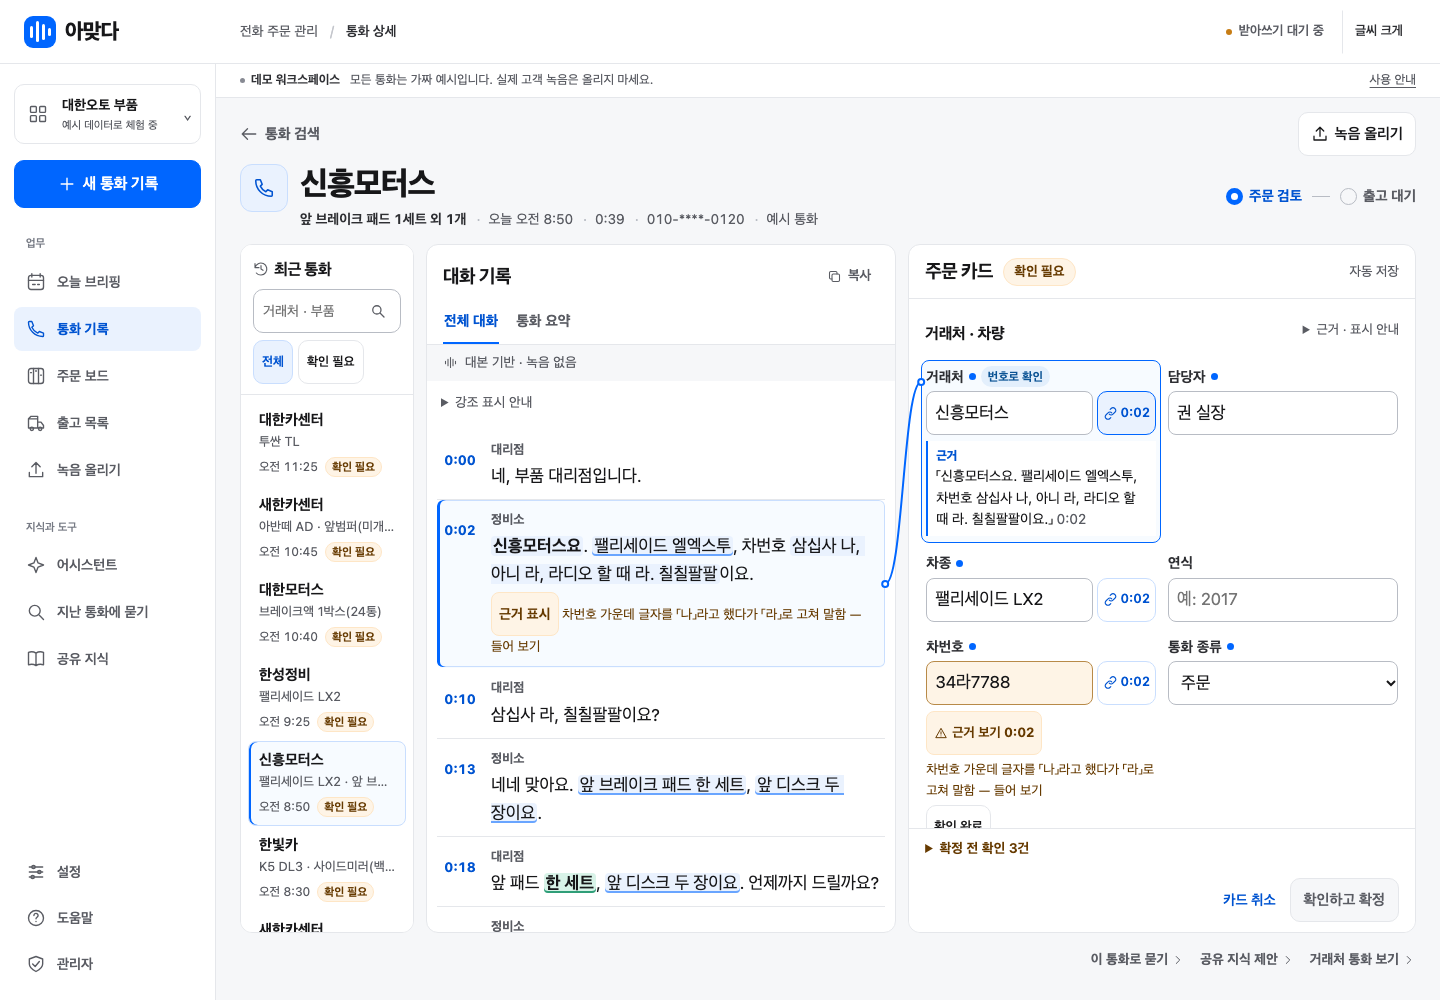 아맞다
전화 주문 관리 / 통화 상세
받아쓰기 대기 중
글씨 크게
데모 워크스페이스 모든 통화는 가짜 예시입니다. 실제 고객 녹음은 올리지 마세요.
사용 안내
대한오토 부품
예시 데이터로 체험 중
새 통화 기록
업무
오늘 브리핑
통화 기록
주문 보드
출고 목록
녹음 올리기
지식과 도구
어시스턴트
지난 통화에 묻기
공유 지식
설정
도움말
관리자
통화 검색
녹음 올리기
신흥모터스
앞 브레이크 패드 1세트 외 1개 · 오늘 오전 8:50 · 0:39 · 010-****-0120 · 예시 통화
주문 검토
출고 대기
최근 통화
거래처 · 부품
전체
확인 필요
대한카센터
투싼 TL
오전 11:25 확인 필요
새한카센터
아반떼 AD · 앞범퍼(미개...
오전 10:45 확인 필요
대한모터스
브레이크액 1박스(24통)
오전 10:40 확인 필요
한성정비
팰리세이드 LX2
오전 9:25 확인 필요
신흥모터스
팰리세이드 LX2 · 앞 브...
오전 8:50 확인 필요
한빛카
K5 DL3 · 사이드미러(백...
오전 8:30 확인 필요
새한카센터
대화 기록
복사
전체 대화
통화 요약
대본 기반 · 녹음 없음
▶ 강조 표시 안내
0:00
대리점
네, 부품 대리점입니다.
0:02
정비소
신흥모터스요. 팰리세이드 엘엑스투, 차번호 삼십사 나,
아니 라, 라디오 할 때 라. 칠칠팔팔이요.
근거 표시 차번호 가운데 글자를 「나」라고 했다가 「라」로 고쳐 말함 —
들어 보기
0:10
대리점
삼십사 라, 칠칠팔팔이요?
0:13
정비소
네네 맞아요. 앞 브레이크 패드 한 세트, 앞 디스크 두
장이요.
0:18
대리점
앞 패드 한 세트, 앞 디스크 두 장이요. 언제까지 드릴까요?
정비소
주문 카드
확인 필요
자동 저장
거래처 · 차량
▶ 근거 · 표시 안내
거래처
번호로 확인
신흥모터스
0:02
근거
「신흥모터스요. 팰리세이드 엘엑스투,
차번호 삼십사 나, 아니 라, 라디오 할
때 라. 칠칠팔팔이요.」 0:02
담당자
권 실장
차종
팰리세이드 LX2
0:02
연식
예: 2017
차번호
34라7788
0:02
통화 종류
주문
근거 보기 0:02
차번호 가운데 글자를 「나」라고 했다가 「라」로
고쳐 말함 — 들어 보기
확인 완료
▶ 확정 전 확인 3건
카드 취소
확인하고 확정
이 통화로 묻기
공유 지식 제안
거래처 통화 보기